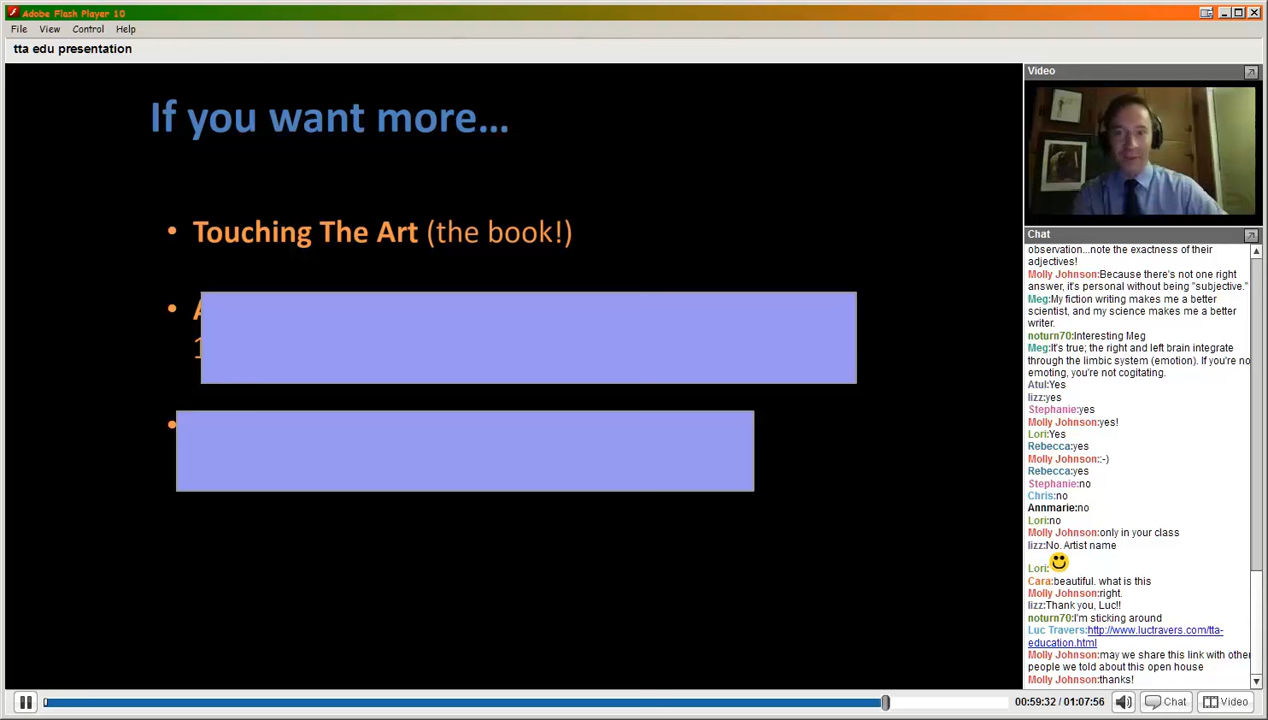 Adobe Flash Player 10
File View Control Help
tta edu presentation
If you want more...
• Touching The Art (the book!)
• A
1
•
Video
Chat
observation...note the exactness of their
adjectives!
Molly Johnson:Because there's not one right
answer, it's personal without being "subjective."
Meg:My fiction writing makes me a better
scientist, and my science makes me a better
writer.
noturn70:Interesting Meg
Meg:It's true; the right and left brain integrate
through the limbic system (emotion). If you're no
emoting, you're not cogitating.
Atul:Yes
lizz:yes
Stephanie:yes
Molly Johnson:yes!
Lori:Yes
Rebecca:yes
Molly Johnson::-)
Rebecca:yes
Stephanie:no
Chris:no
Annmarie:no
Lori:no
Molly Johnson:only in your class
lizz:No. Artist name
Lori:
Cara:beautiful. what is this
Molly Johnson:right.
lizz:Thank you, Luc!!
noturn70:I'm sticking around
Luc Travers:http://www.luctravers.com/tta-
education.html
Molly Johnson:may we share this link with other
people we told about this open house
Molly Johnson:thanks!
00:59:32 / 01:07:56 Chat Video